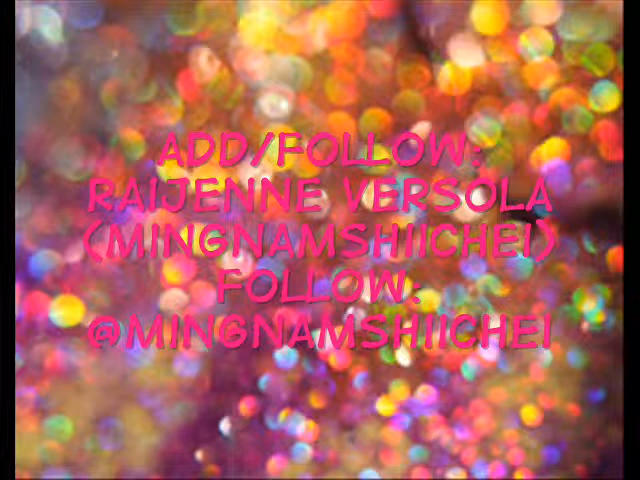 ADD/FOLLOW:
RAIJENNE VERSOLA
(MINGNAMSHIICHEI)
FOLLOW:
@MINGNAMSHIICHEI